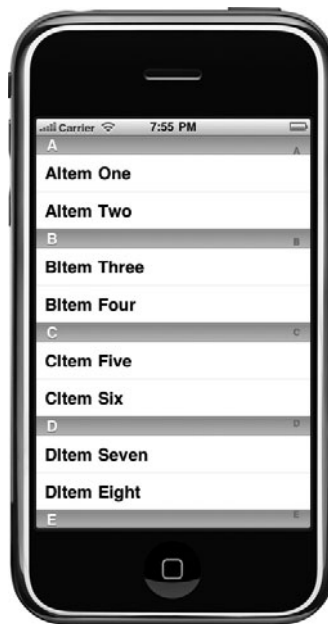 Carrier 7:55 PM
A A
AItem One
AItem Two
B B
BItem Three
BItem Four
C C
CItem Five
CItem Six
D D
DItem Seven
DItem Eight
E E